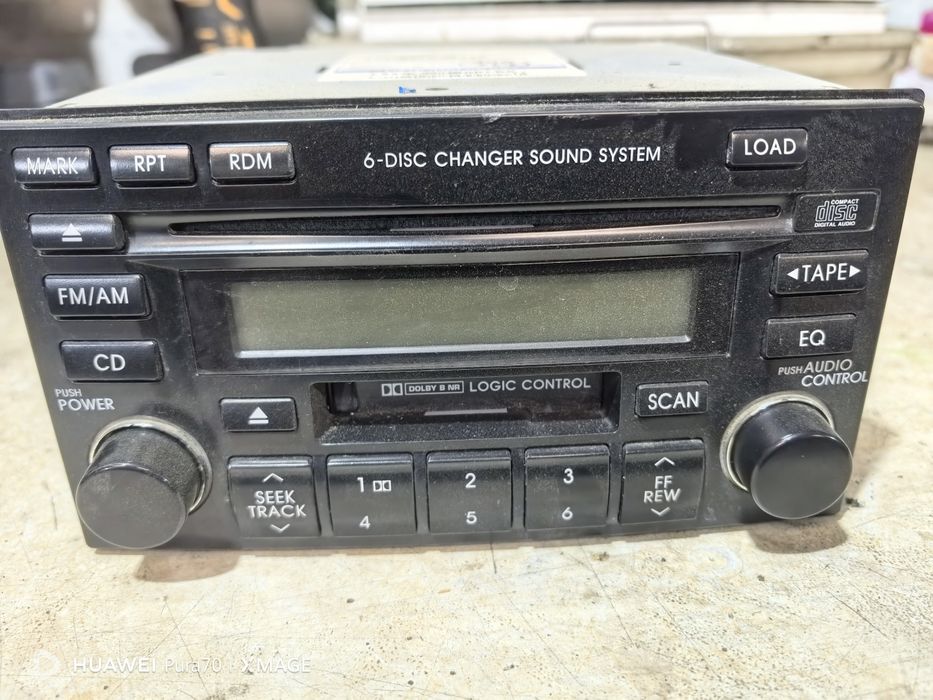 MARK RPT RDM 6-DISC CHANGER SOUND SYSTEM LOAD
COMPACT
disc
DIGITAL AUDIO
FM/AM
◄TAPE►
CD
EQ
PUSH
POWER
PUSH AUDIO
CONTROL
DOLBY B NR LOGIC CONTROL
SCAN
SEEK
TRACK
1
4
2
5
3
6
FF
REW
HUAWEI Pura70 | XMAGE